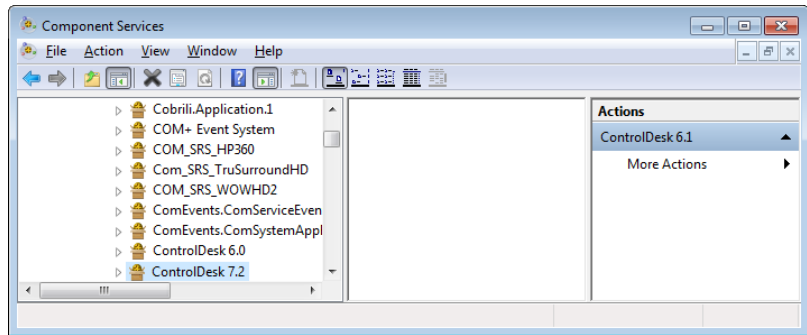 Component Services
File Action View Window Help
Cobrili.Application.1
COM+ Event System
COM_SRS_HP360
Com_SRS_TruSurroundHD
COM_SRS_WOWHD2
ComEvents.ComServiceEven
ComEvents.ComSystemAppl
ControlDesk 6.0
ControlDesk 7.2
Actions
ControlDesk 6.1
More Actions